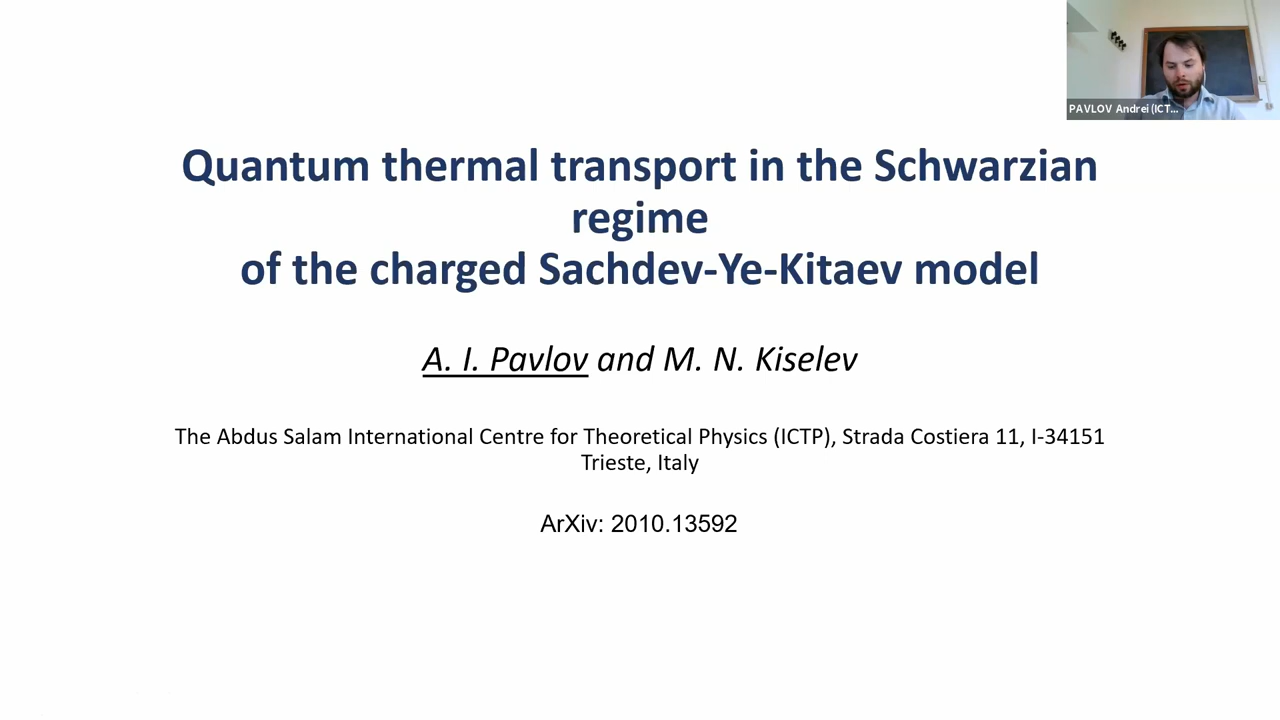 PAVLOV Andrei (ICT...
Quantum thermal transport in the Schwarzian
regime
of the charged Sachdev-Ye-Kitaev model
A. I. Pavlov and M. N. Kiselev
The Abdus Salam International Centre for Theoretical Physics (ICTP), Strada Costiera 11, I-34151
Trieste, Italy
ArXiv: 2010.13592